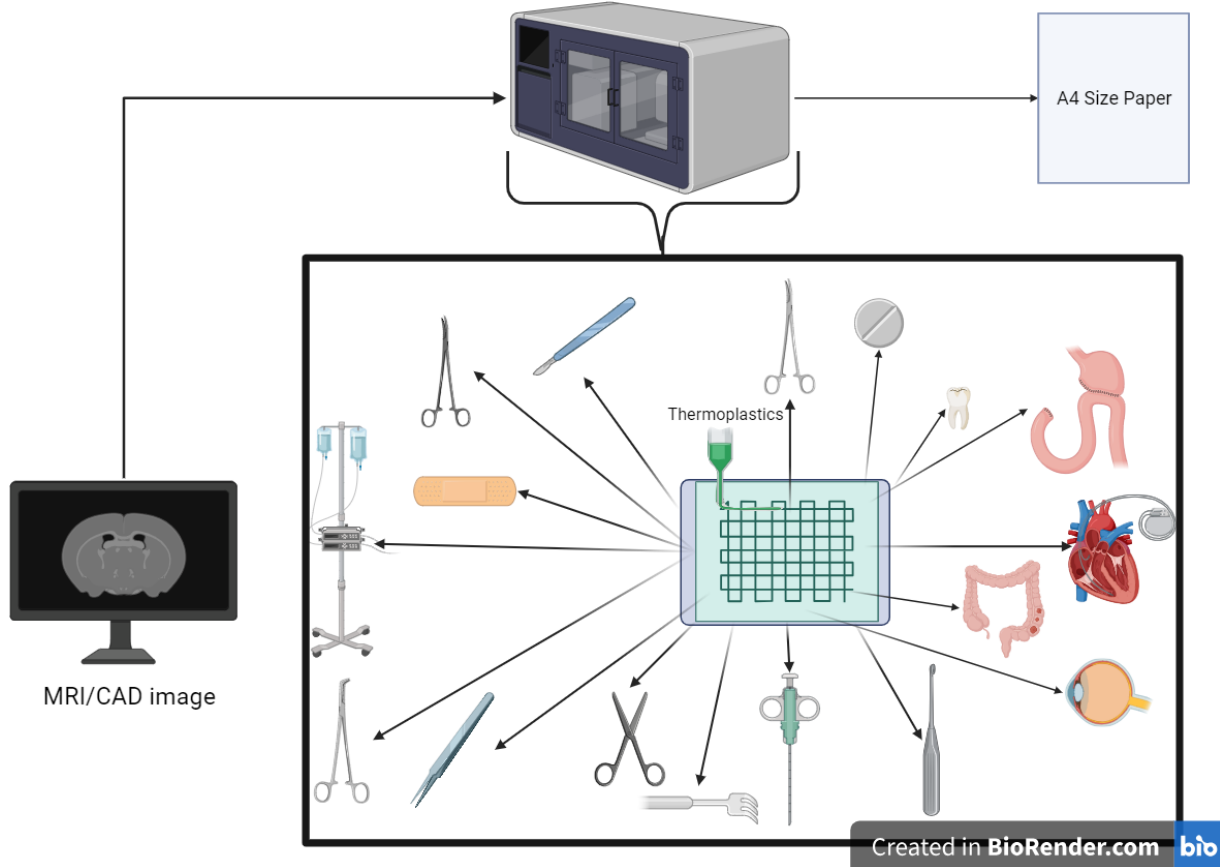 A4 Size Paper
Thermoplastics
MRI/CAD image
Created in BioRender.com bio